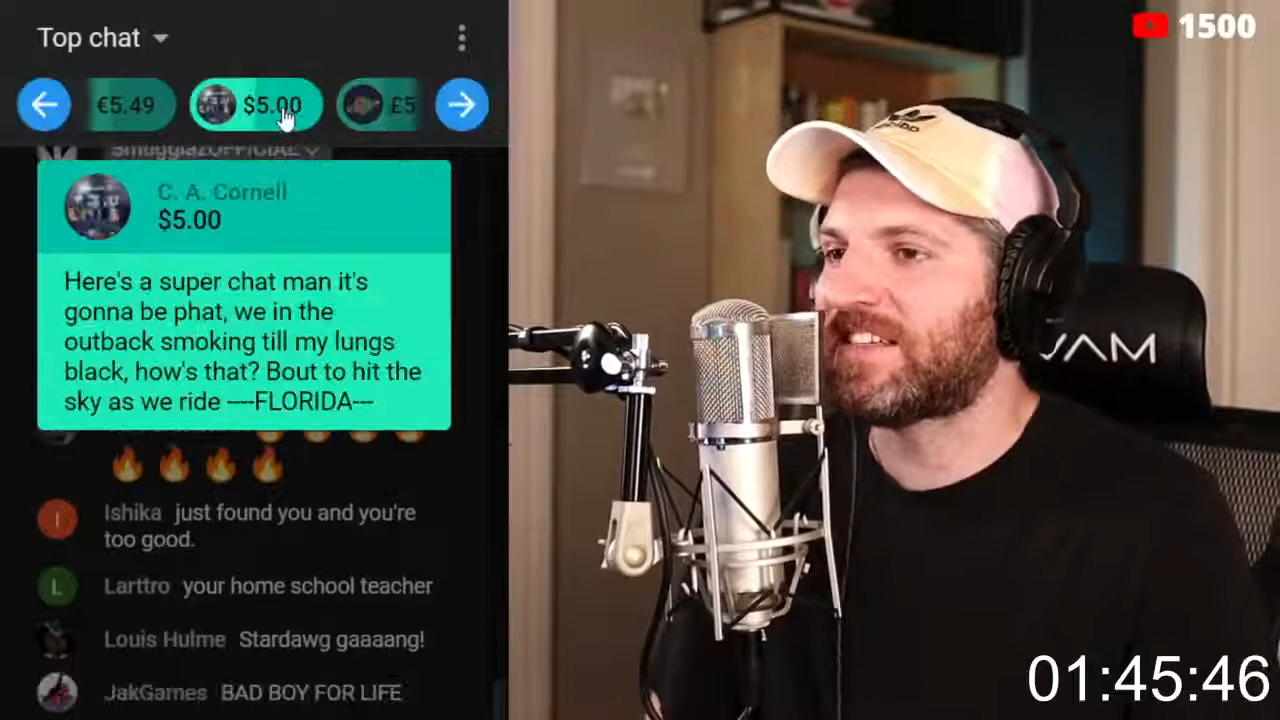 Top chat
1500
€5.49
$5.00
£5
SmugglazOFFICIAL
C. A. Cornell
$5.00
Here's a super chat man it's
gonna be phat, we in the
outback smoking till my lungs
black, how's that? Bout to hit the
sky as we ride ----FLORIDA---
I
Ishika just found you and you're
too good.
L
Larttro your home school teacher
Louis Hulme Stardawg gaaaang!
JakGames BAD BOY FOR LIFE
01:45:46